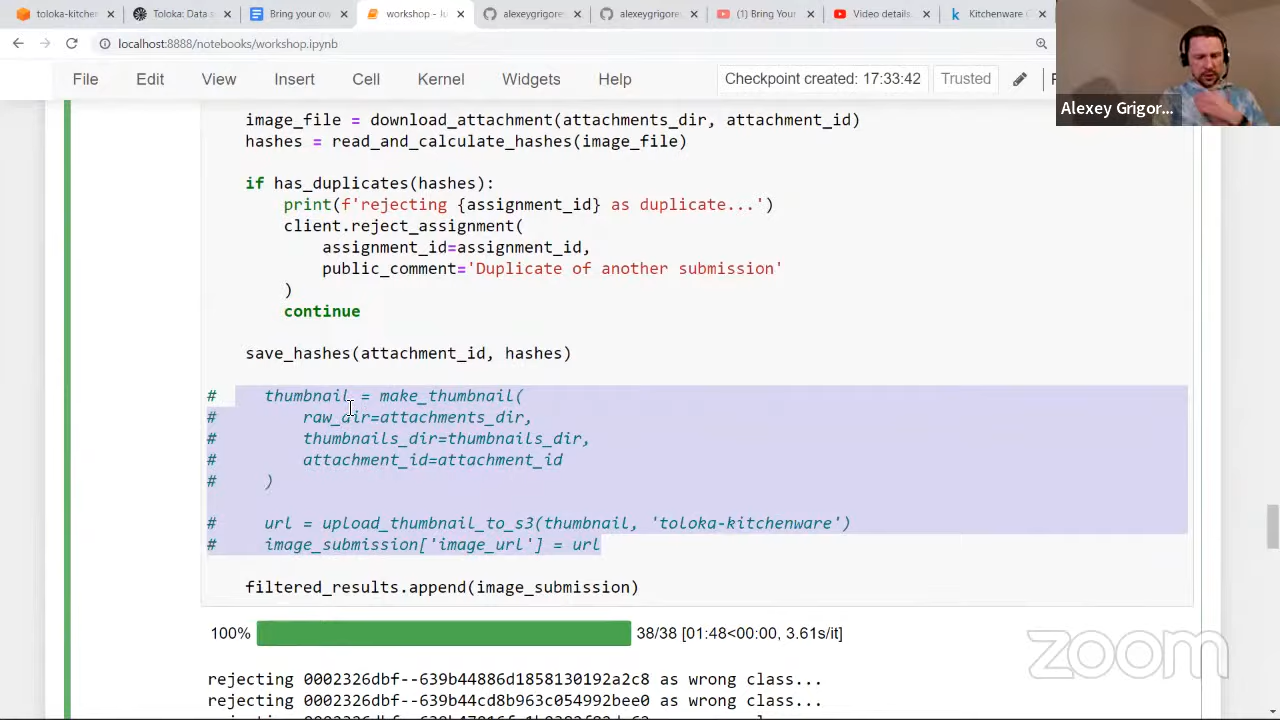 toloka-kitchen
Toloka: Data s
Bring your ow
workshop - Ju
alexeygrigores
alexeygrigores
(1) Bring Your
Video details.
Kitchenware C
localhost:8888/notebooks/workshop.ipynb
File Edit View Insert Cell Kernel Widgets Help
Checkpoint created: 17:33:42
Trusted
Alexey Grigor...
image_file = download_attachment(attachments_dir, attachment_id)
hashes = read_and_calculate_hashes(image_file)
if has_duplicates(hashes):
print(f'rejecting {assignment_id} as duplicate...')
client.reject_assignment(
assignment_id=assignment_id,
public_comment='Duplicate of another submission'
)
continue
save_hashes(attachment_id, hashes)
# thumbnail = make_thumbnail(
# raw_dir=attachments_dir,
# thumbnails_dir=thumbnails_dir,
# attachment_id=attachment_id
# )
# url = upload_thumbnail_to_s3(thumbnail, 'toloka-kitchenware')
# image_submission['image_url'] = url
filtered_results.append(image_submission)
100% 38/38 [01:48<00:00, 3.61s/it]
zoom
rejecting 0002326dbf--639b44886d1858130192a2c8 as wrong class...
rejecting 0002326dbf--639b44cd8b963c054992bee0 as wrong class...